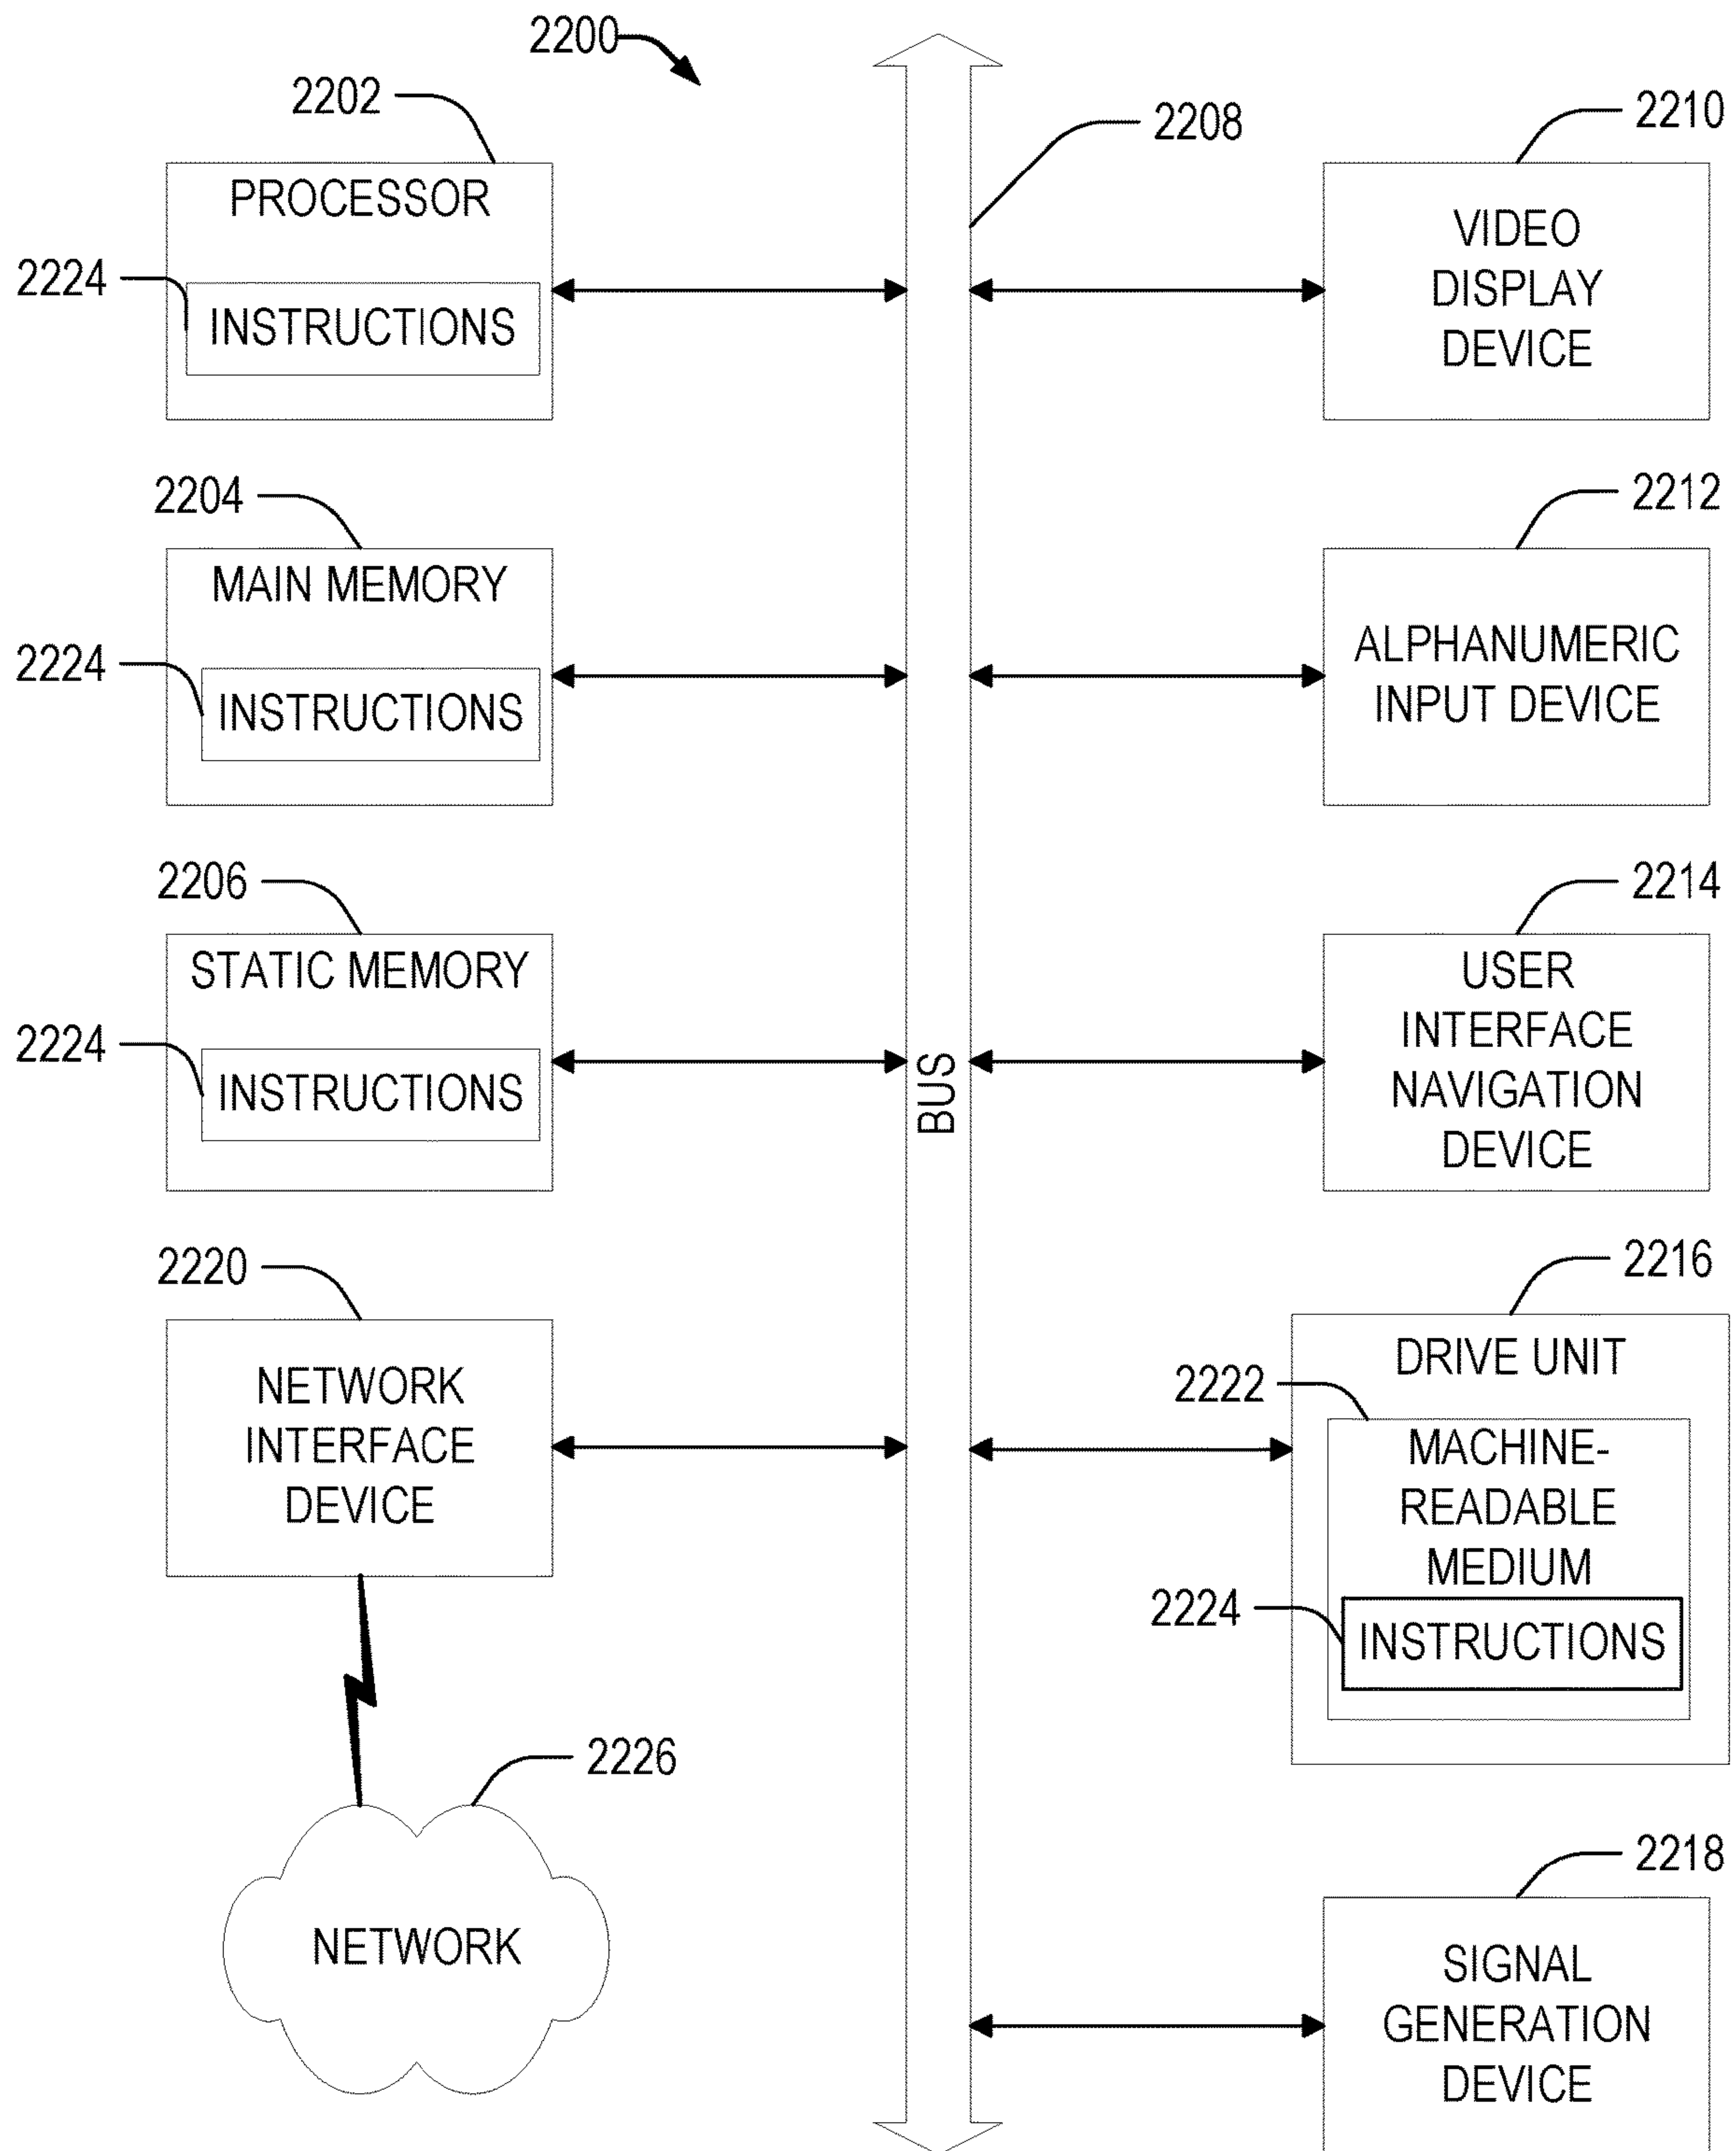 2200
2202
PROCESSOR
2224
INSTRUCTIONS
2204
MAIN MEMORY
2224
INSTRUCTIONS
2206
STATIC MEMORY
2224
INSTRUCTIONS
2220
NETWORK
INTERFACE
DEVICE
2226
NETWORK
2208
BUS
2210
VIDEO
DISPLAY
DEVICE
2212
ALPHANUMERIC
INPUT DEVICE
2214
USER
INTERFACE
NAVIGATION
DEVICE
2216
DRIVE UNIT
2222
MACHINE-
READABLE
MEDIUM
2224
INSTRUCTIONS
2218
SIGNAL
GENERATION
DEVICE